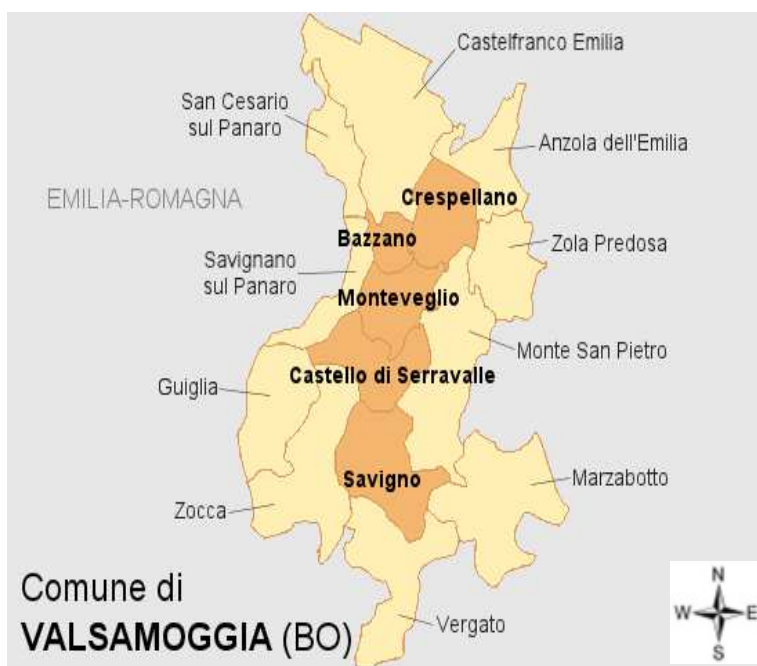 Castelfranco Emilia
San Cesario
sul Panaro
Anzola dell'Emilia
EMILIA-ROMAGNA
Crespellano
Bazzano
Zola Predosa
Savignano
sul Panaro
Monteveglio
Monte San Pietro
Castello di Serravalle
Guiglia
Savigno
Marzabotto
Zocca
Comune di
VALSAMOGGIA (BO)
Vergato
N
W E
S